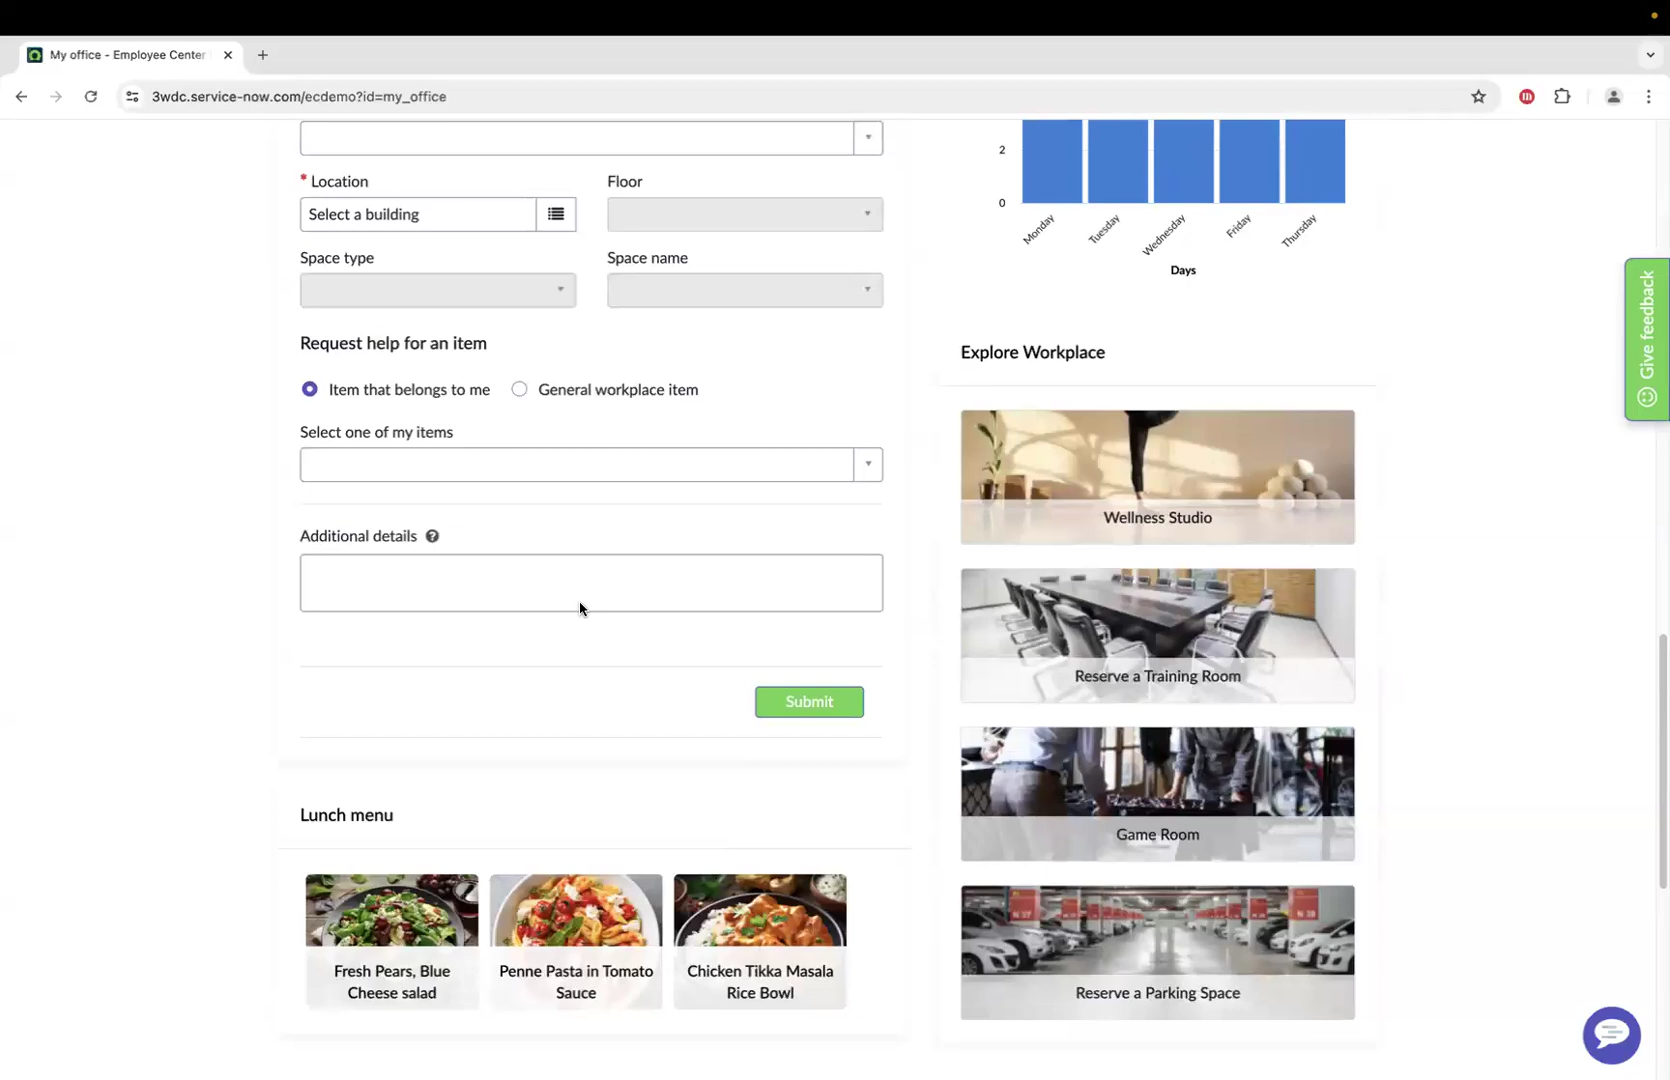 My office - Employee Center
3wdc.service-now.com/ecdemo?id=my_office
* Location
Floor
Select a building
Space type
Space name
Request help for an item
Item that belongs to me
General workplace item
Select one of my items
Additional details
Submit
Lunch menu
Fresh Pears, Blue
Cheese salad
Penne Pasta in Tomato
Sauce
Chicken Tikka Masala
Rice Bowl
2
0
Monday
Tuesday
Wednesday
Friday
Thursday
Days
Explore Workplace
Wellness Studio
Reserve a Training Room
Game Room
Reserve a Parking Space
Give feedback